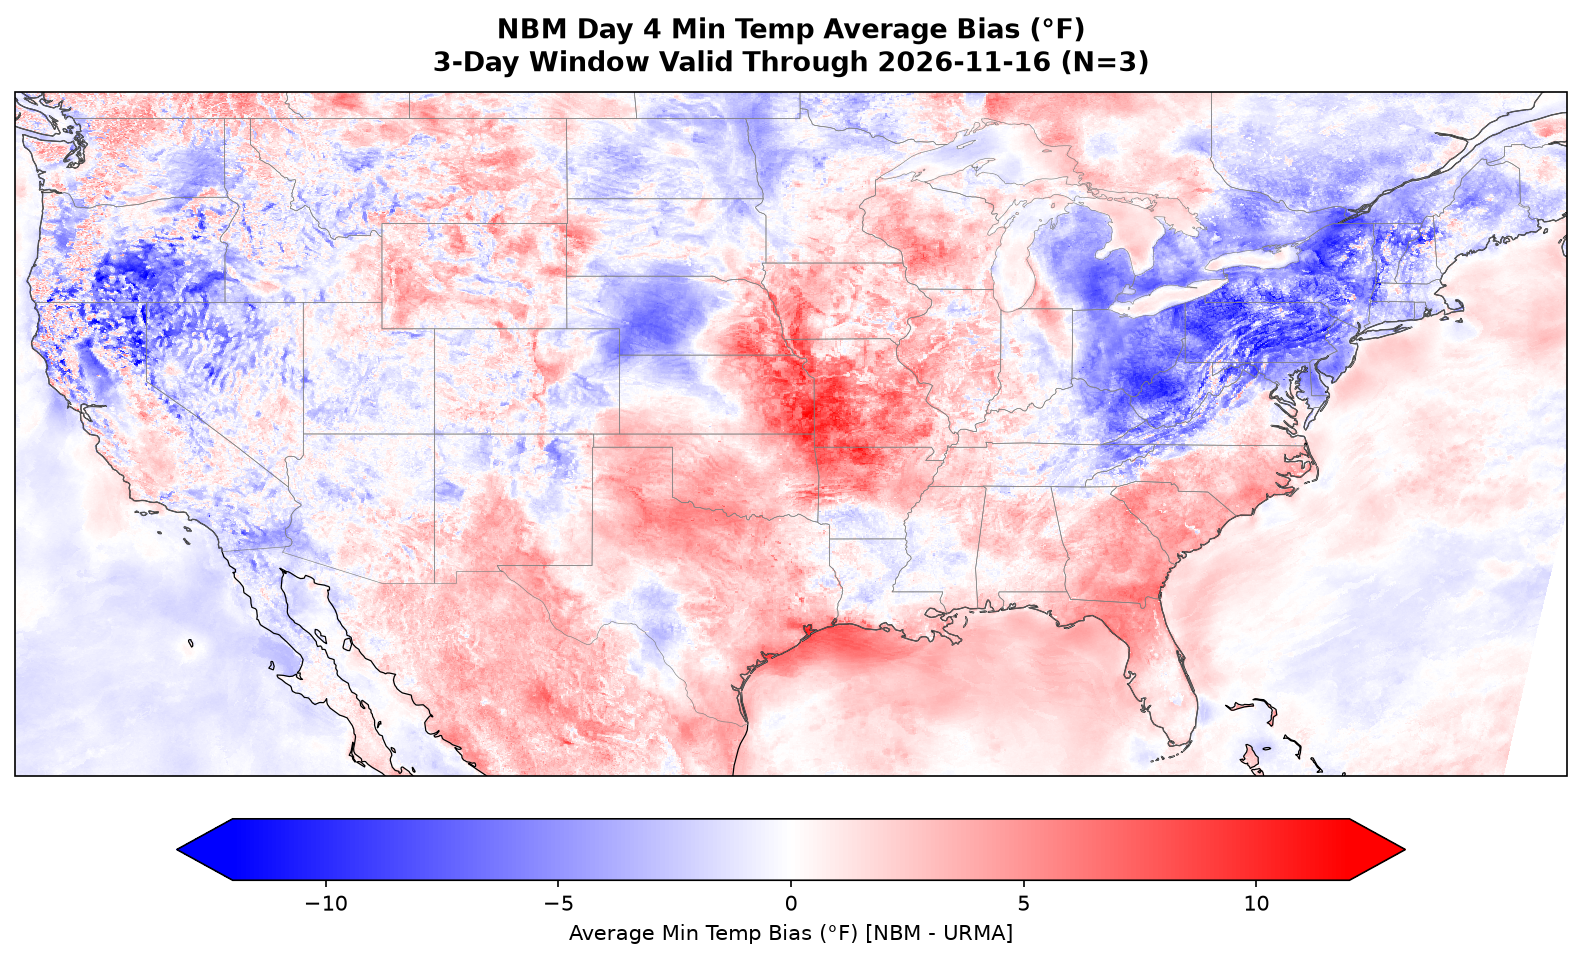 NBM Day 4 Min Temp Average Bias (°F)
3-Day Window Valid Through 2026-11-16 (N=3)
−10 −5 0 5 10
Average Min Temp Bias (°F) [NBM - URMA]